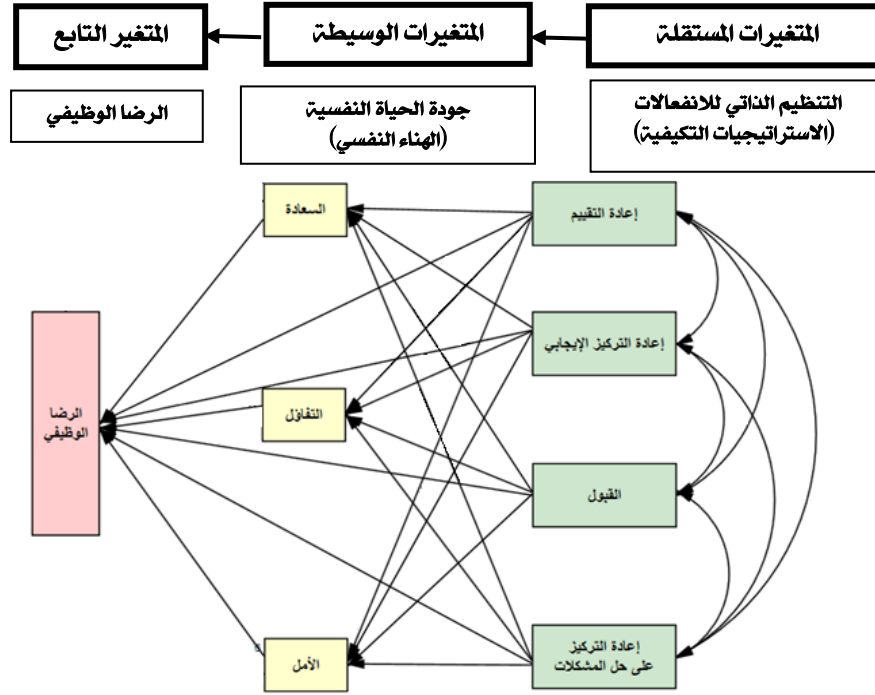 المتغيرات المستقلة
المتغيرات الوسيطة
المتغير التابع
التنظيم الذاتي للانفعالات
(الاستراتيجيات التكيفية)
جودة الحياة النفسية
(الهناء النفسي)
الرضا الوظيفي
إعادة التقييم
السعادة
إعادة التركيز الإيجابي
التفاؤل
الرضا
الوظيفي
القبول
إعادة التركيز
على حل المشكلات
الأمل